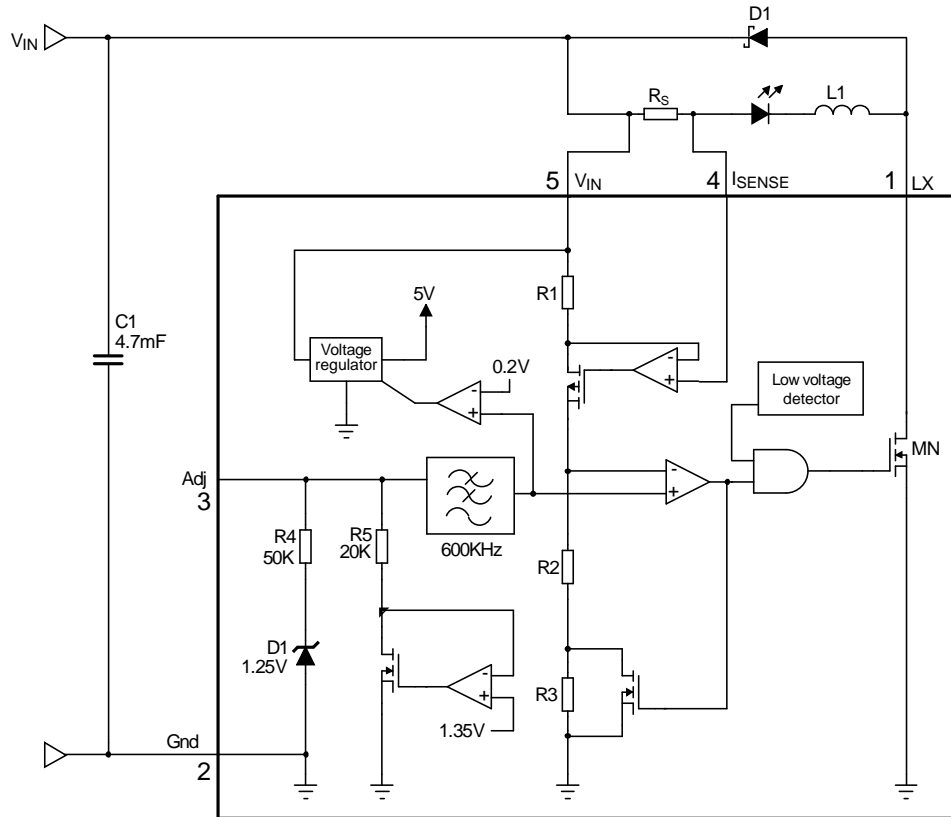 D1
VIN
L1
RS
5 VIN
4 ISENSE
1 LX
R1
5V
C1
4.7mF
Voltage
regulator
0.2V
Low voltage
detector
MN
Adj
3
R4
50K
R5
20K
600KHz
R2
D1
1.25V
R3
1.35V
Gnd
2